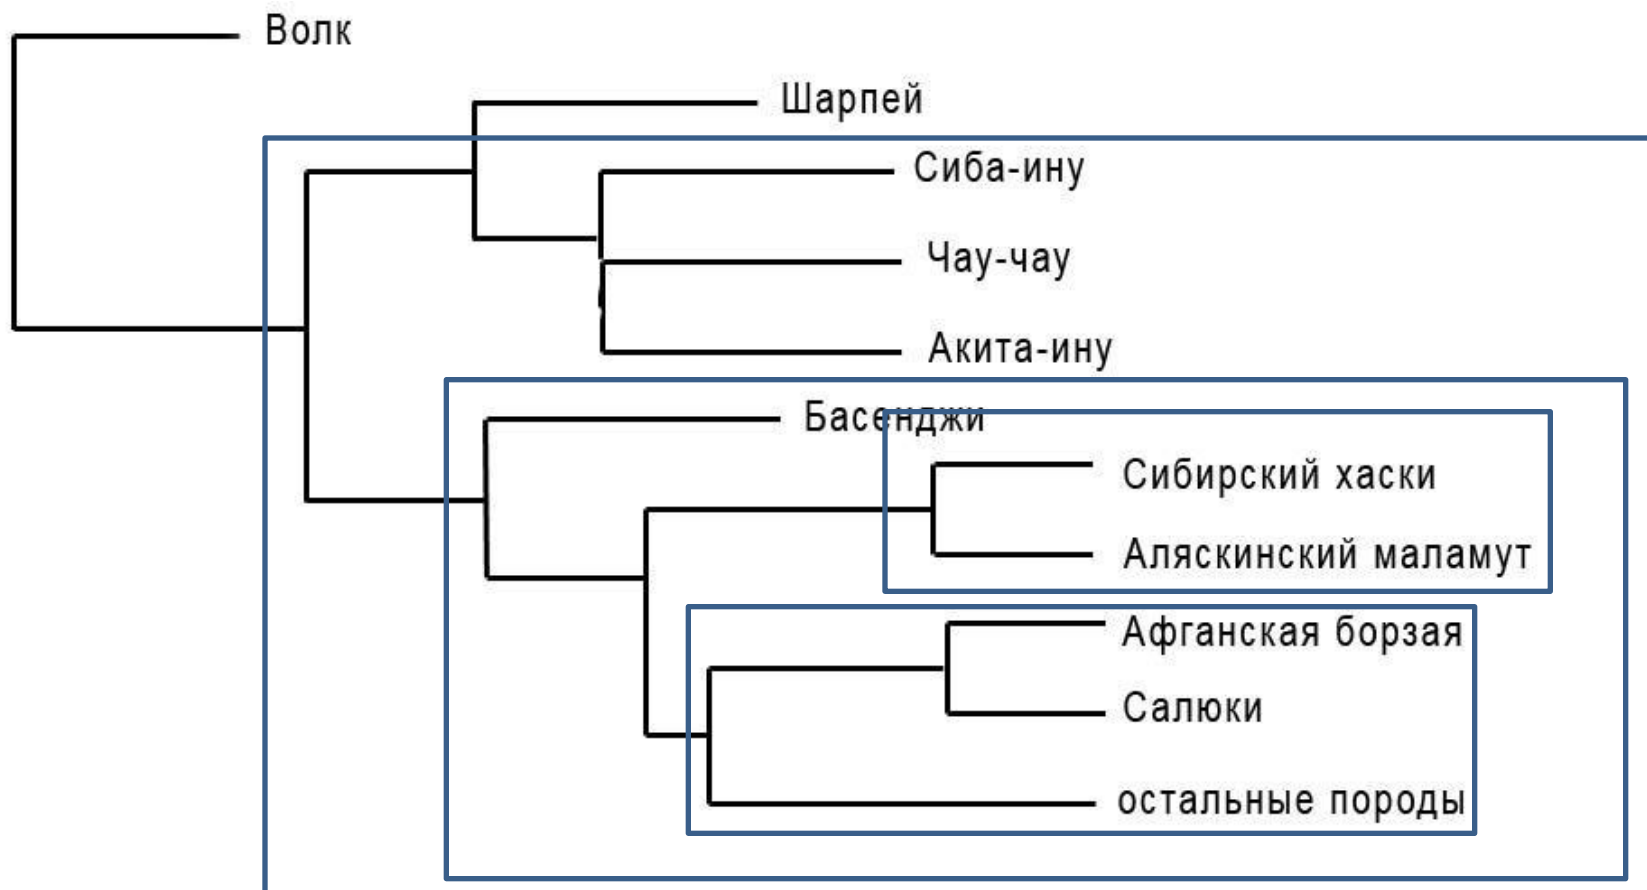 Волк
Шарпей
Сиба-ину
Чау-чау
Акита-ину
Басенджи
Сибирский хаски
Аляскинский маламут
Афганская борзая
Салюки
остальные породы